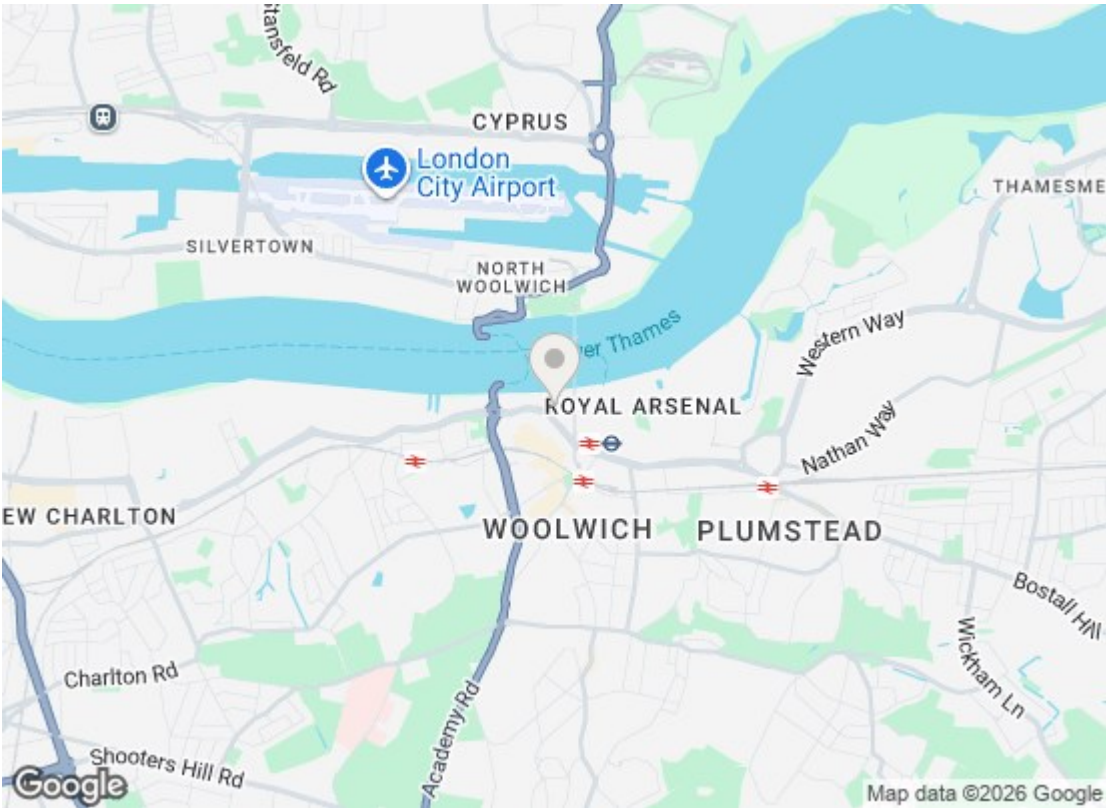 Stansfeld Rd
CYPRUS
London
City Airport
THAMESME
SILVERTOWN
NORTH
WOOLWICH
er Thames
Western Way
ROYAL ARSENAL
Nathan Way
EW CHARLTON
WOOLWICH
PLUMSTEAD
Bostall Hill
Wickham Ln
Charlton Rd
Academy Rd
Shooters Hill Rd
Google
Map data ©2026 Google